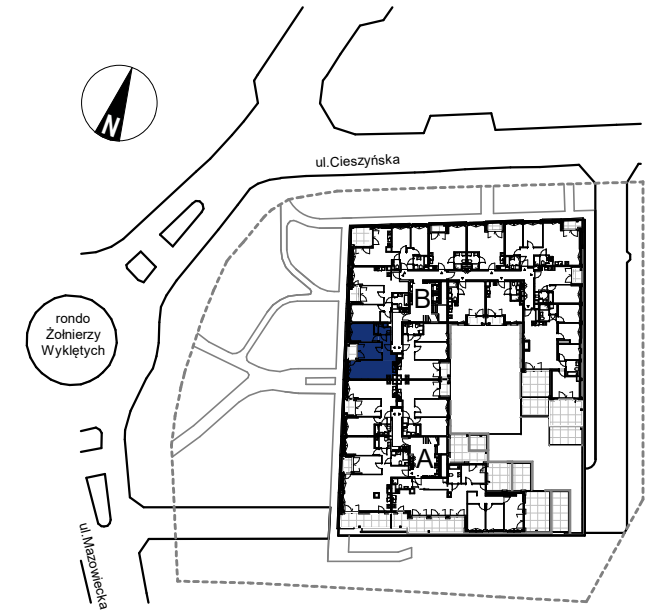 N
ul.Cieszyńska
B
rondo
Żołnierzy
Wyklętych
A
ul.Mazowiecka